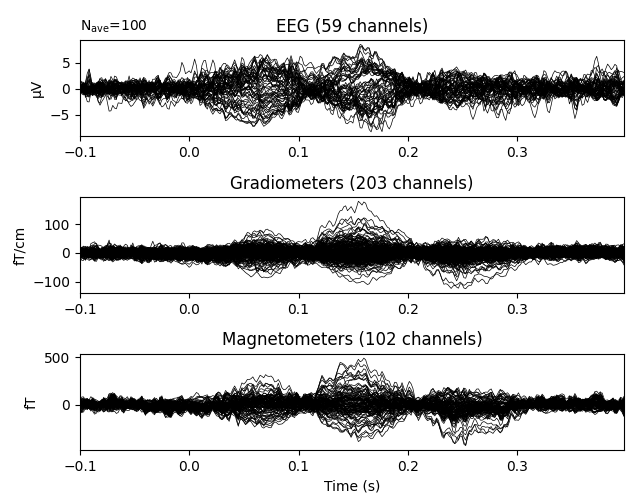 Nave=100
EEG (59 channels)
µV
5
0
−5
−0.1 0.0 0.1 0.2 0.3
Gradiometers (203 channels)
fT/cm
100
0
−100
−0.1 0.0 0.1 0.2 0.3
Magnetometers (102 channels)
fT
500
0
−0.1 0.0 0.1 0.2 0.3
Time (s)